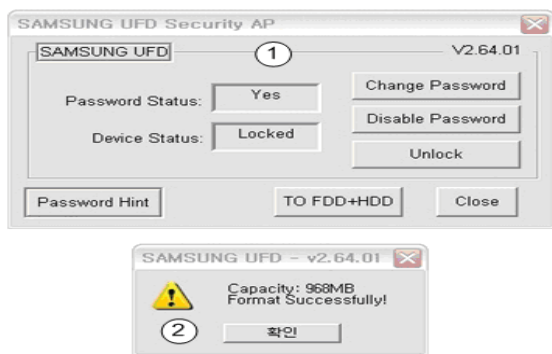 SAMSUNG UFD Security AP
SAMSUNG UFD
1
V2.64.01
Password Status:
Yes
Change Password
Device Status:
Locked
Disable Password
Unlock
Password Hint
TO FDD+HDD
Close
SAMSUNG UFD - v2.64.01
Capacity: 968MB
Format Successfully!
2
확인